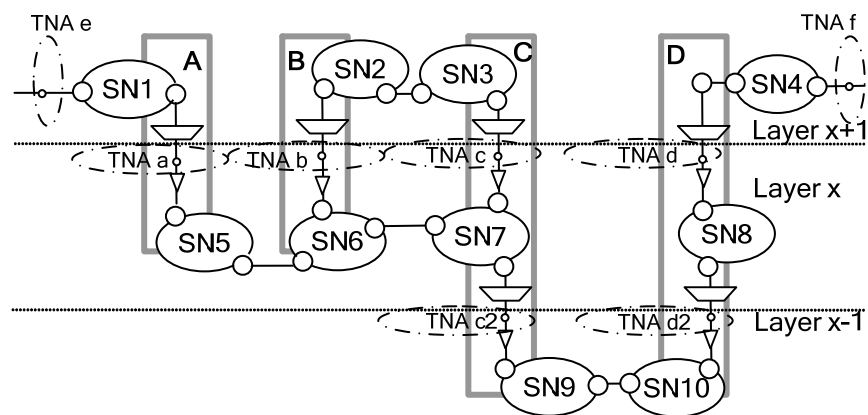 TNA e
TNA f
A
B
C
D
SN1
SN2
SN3
SN4
Layer x+1
TNA a
TNA b
TNA c
TNA d
Layer x
SN5
SN6
SN7
SN8
TNA c2
TNA d2
Layer x-1
SN9
SN10